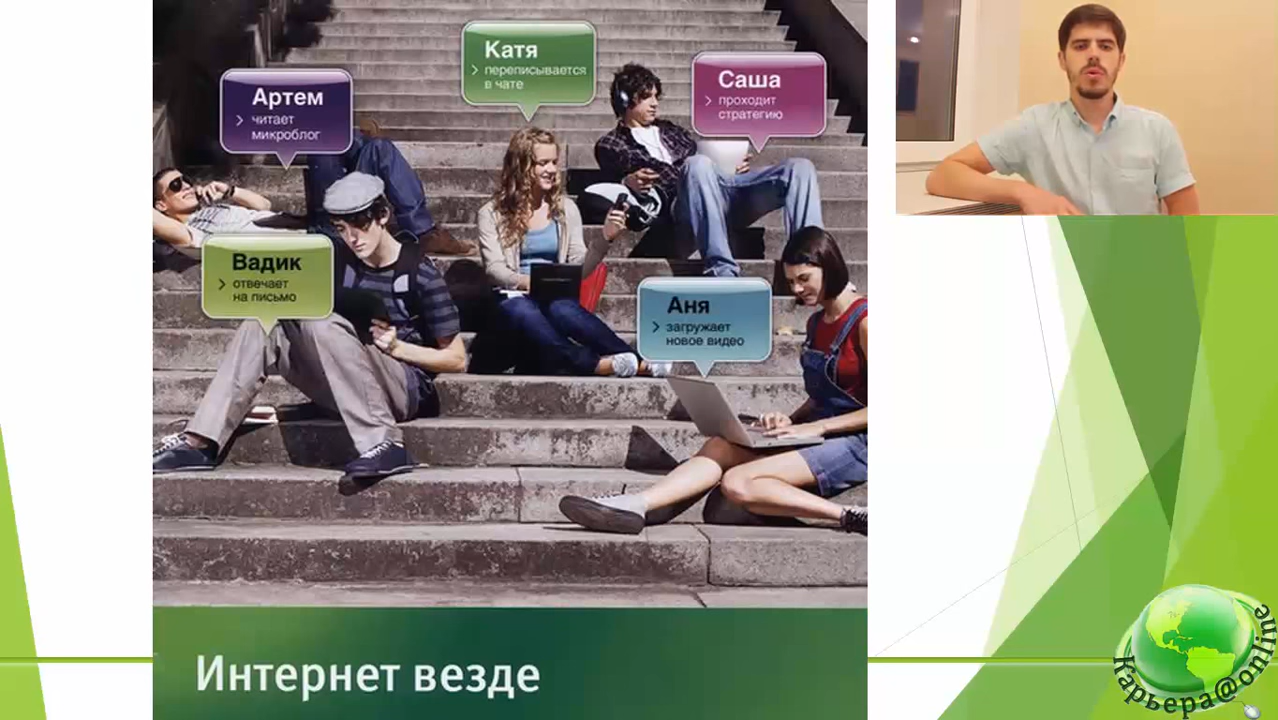 Катя
переписывается
в чате
Саша
проходит
стратегию
Артем
читает
микроблог
Вадик
отвечает
на письмо
Аня
загружает
новое видео
Интернет везде
Карьера@online